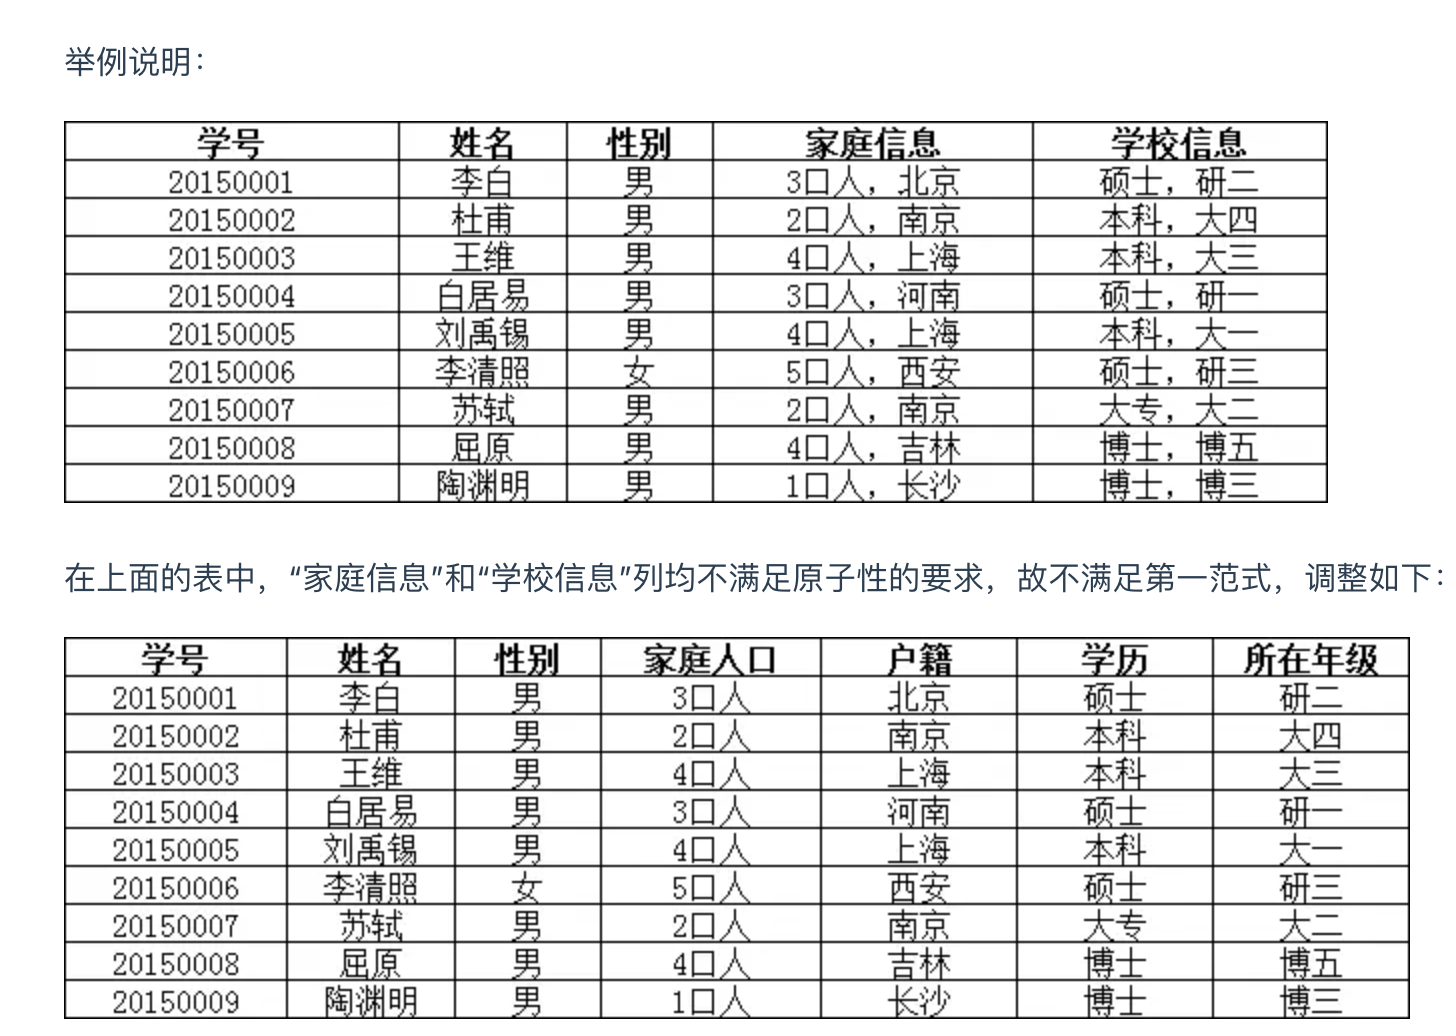 举例说明：
学号 姓名 性别 家庭信息 学校信息
20150001 李白 男 3口人，北京 硕士，研二
20150002 杜甫 男 2口人，南京 本科，大四
20150003 王维 男 4口人，上海 本科，大三
20150004 白居易 男 3口人，河南 硕士，研一
20150005 刘禹锡 男 4口人，上海 本科，大一
20150006 李清照 女 5口人，西安 硕士，研三
20150007 苏轼 男 2口人，南京 大专，大二
20150008 屈原 男 4口人，吉林 博士，博五
20150009 陶渊明 男 1口人，长沙 博士，博三
在上面的表中，“家庭信息”和“学校信息”列均不满足原子性的要求，故不满足第一范式，调整如下：
学号 姓名 性别 家庭人口 户籍 学历 所在年级
20150001 李白 男 3口人 北京 硕士 研二
20150002 杜甫 男 2口人 南京 本科 大四
20150003 王维 男 4口人 上海 本科 大三
20150004 白居易 男 3口人 河南 硕士 研一
20150005 刘禹锡 男 4口人 上海 本科 大一
20150006 李清照 女 5口人 西安 硕士 研三
20150007 苏轼 男 2口人 南京 大专 大二
20150008 屈原 男 4口人 吉林 博士 博五
20150009 陶渊明 男 1口人 长沙 博士 博三